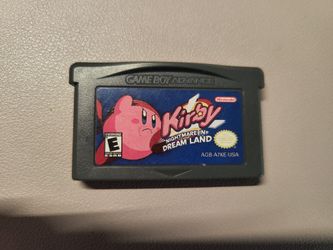 GAME BOY ADVANCE
Nintendo
Kirby
NIGHTMARE IN
DREAM LAND
E
AGB-A7KE-USA